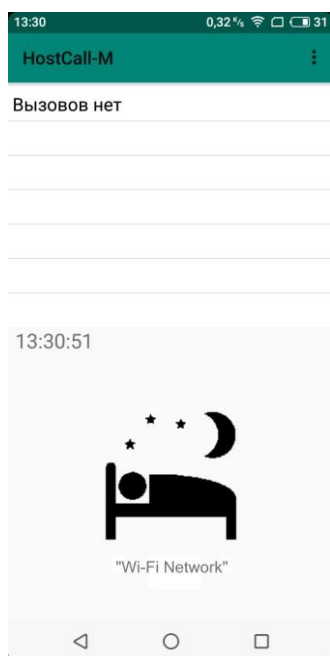 13:30 0,32 K/s 31
HostCall-M
Вызовов нет
13:30:51
"Wi-Fi Network"